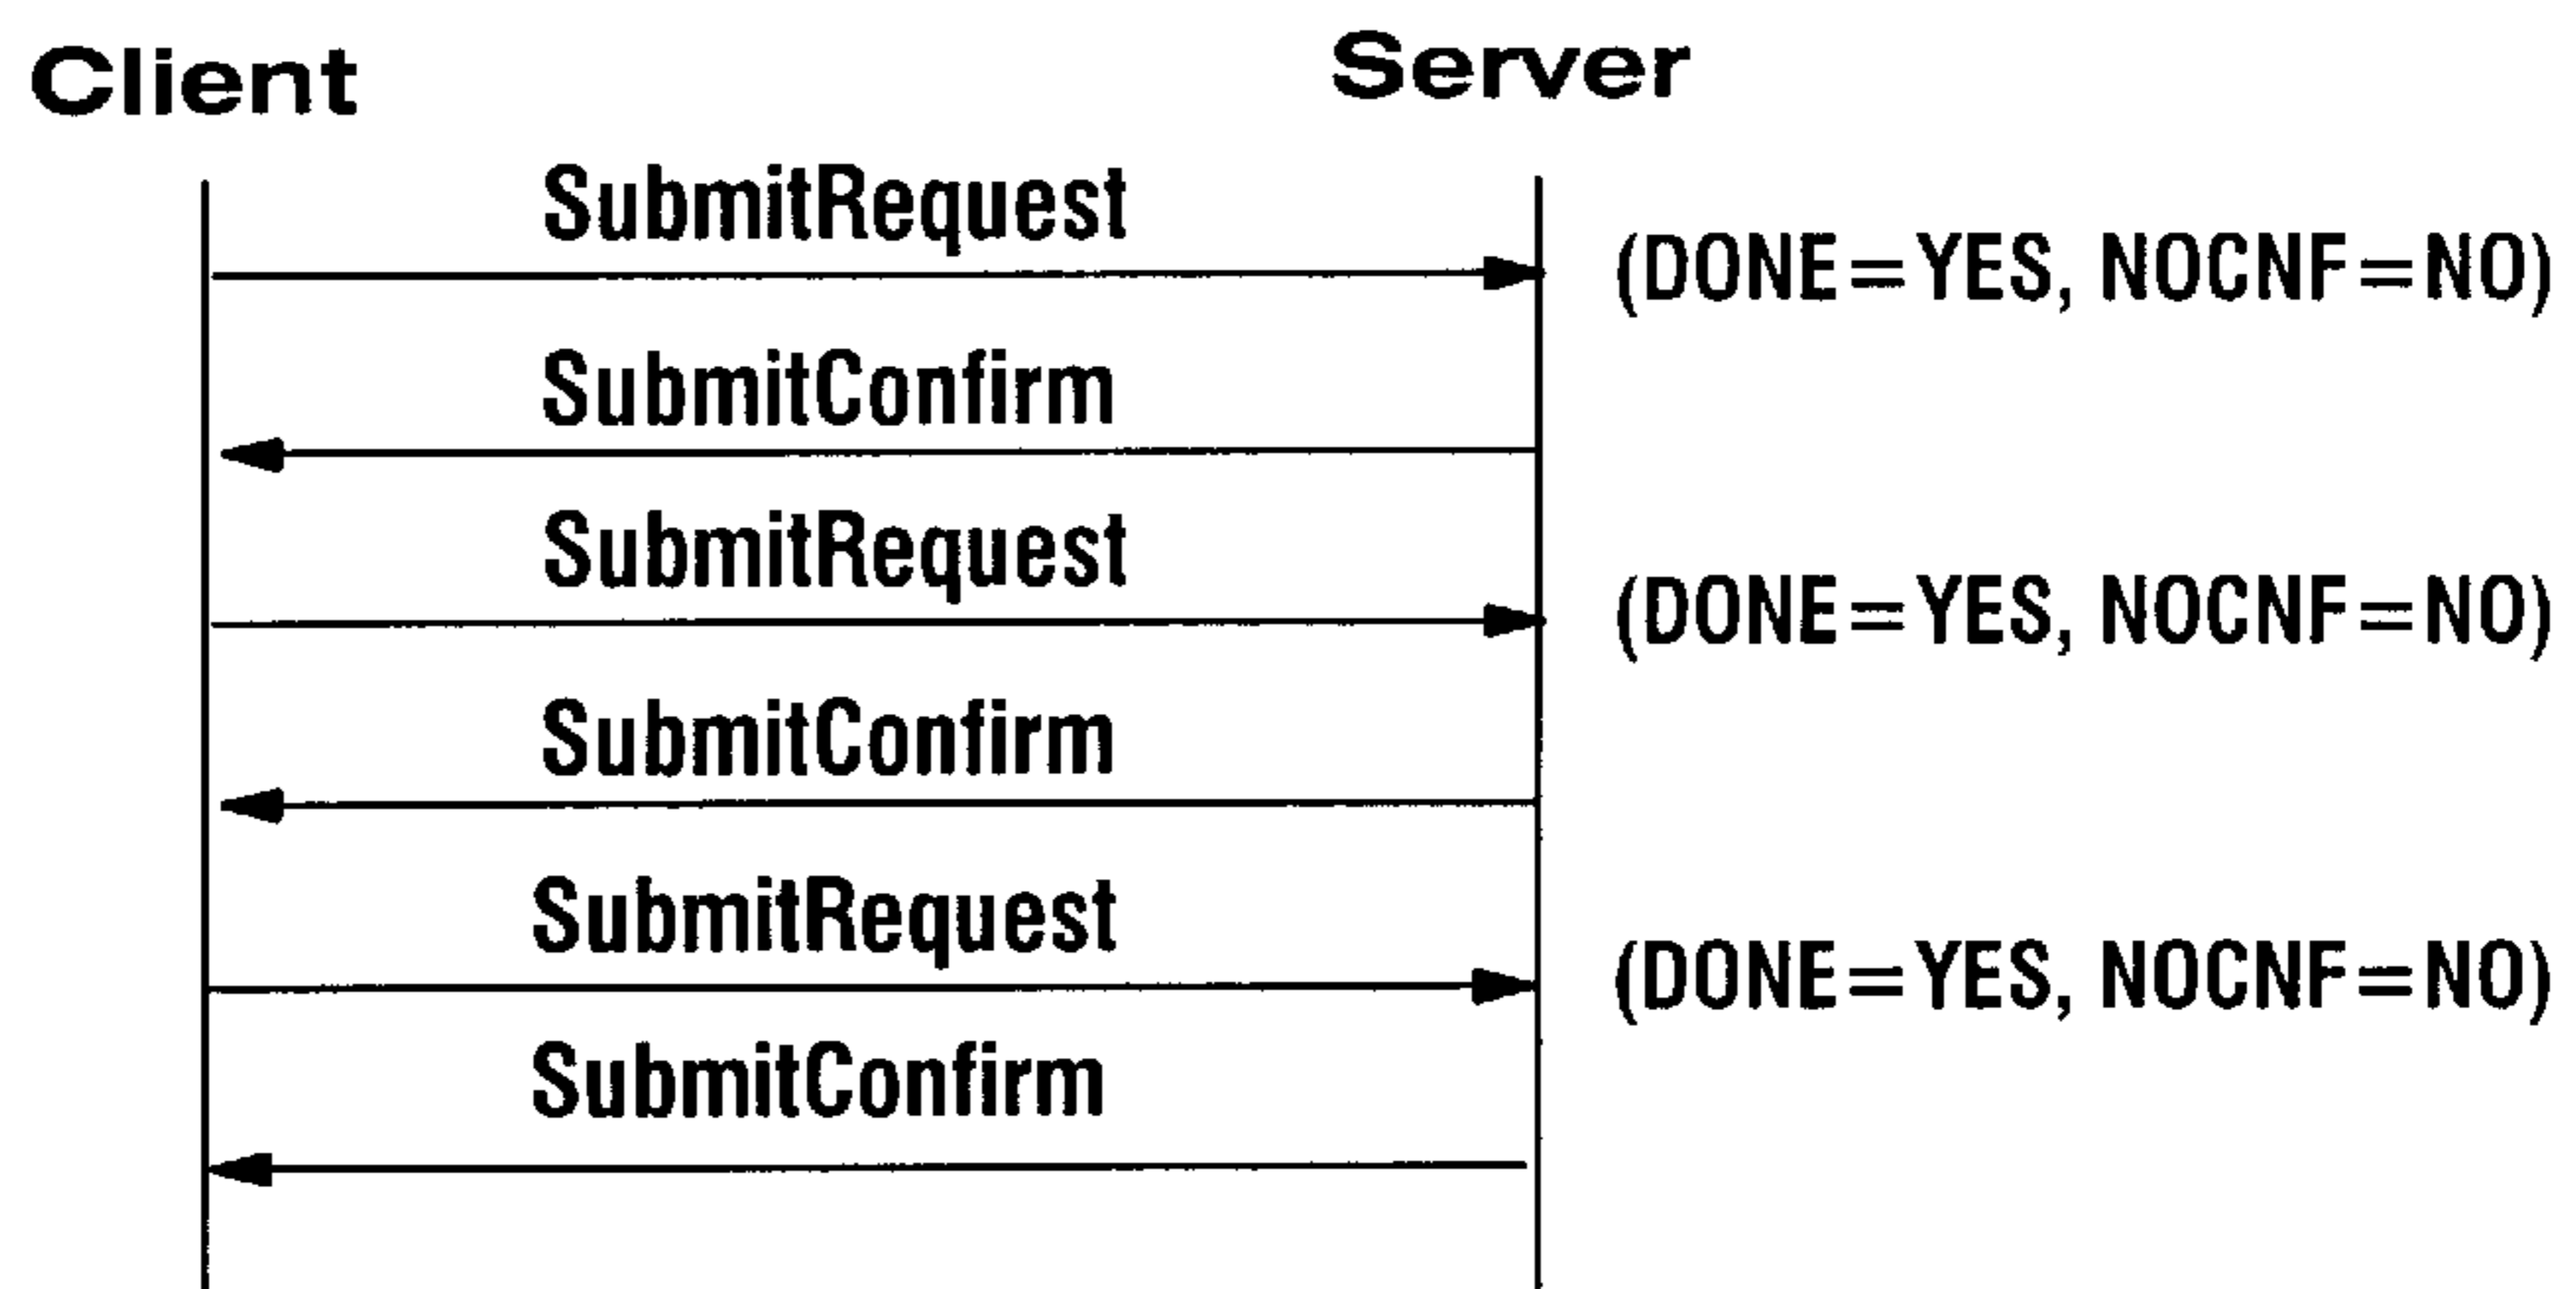 Client
Server
SubmitRequest
(DONE=YES, NOCNF=NO)
SubmitConfirm
SubmitRequest
(DONE=YES, NOCNF=NO)
SubmitConfirm
SubmitRequest
(DONE=YES, NOCNF=NO)
SubmitConfirm